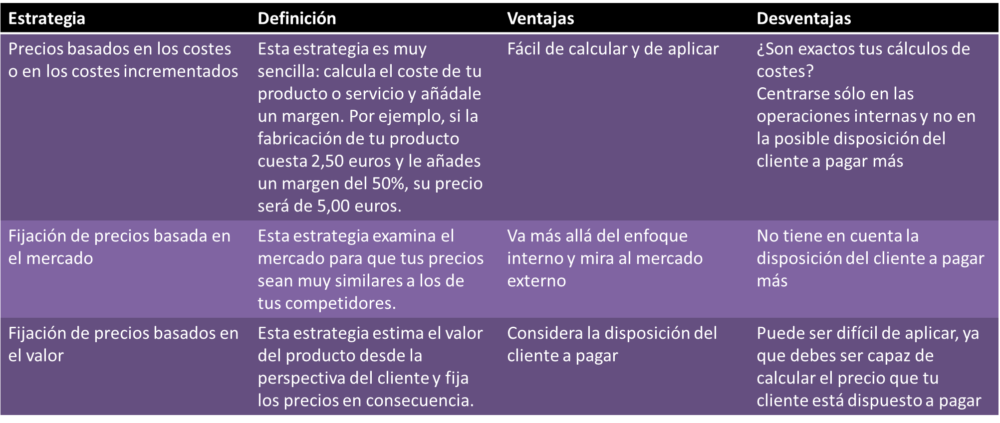 Estrategia
Definición
Ventajas
Desventajas
Precios basados en los costes
o en los costes incrementados
Esta estrategia es muy
sencilla: calcula el coste de tu
producto o servicio y añádale
un margen. Por ejemplo, si la
fabricación de tu producto
cuesta 2,50 euros y le añades
un margen del 50%, su precio
será de 5,00 euros.
Fácil de calcular y de aplicar
¿Son exactos tus cálculos de
costes?
Centrarse sólo en las
operaciones internas y no en
la posible disposición del
cliente a pagar más
Fijación de precios basada en
el mercado
Esta estrategia examina el
mercado para que tus precios
sean muy similares a los de
tus competidores.
Va más allá del enfoque
interno y mira al mercado
externo
No tiene en cuenta la
disposición del cliente a pagar
más
Fijación de precios basados en
el valor
Esta estrategia estima el valor
del producto desde la
perspectiva del cliente y fija
los precios en consecuencia.
Considera la disposición del
cliente a pagar
Puede ser difícil de aplicar, ya
que debes ser capaz de
calcular el precio que tu
cliente está dispuesto a pagar